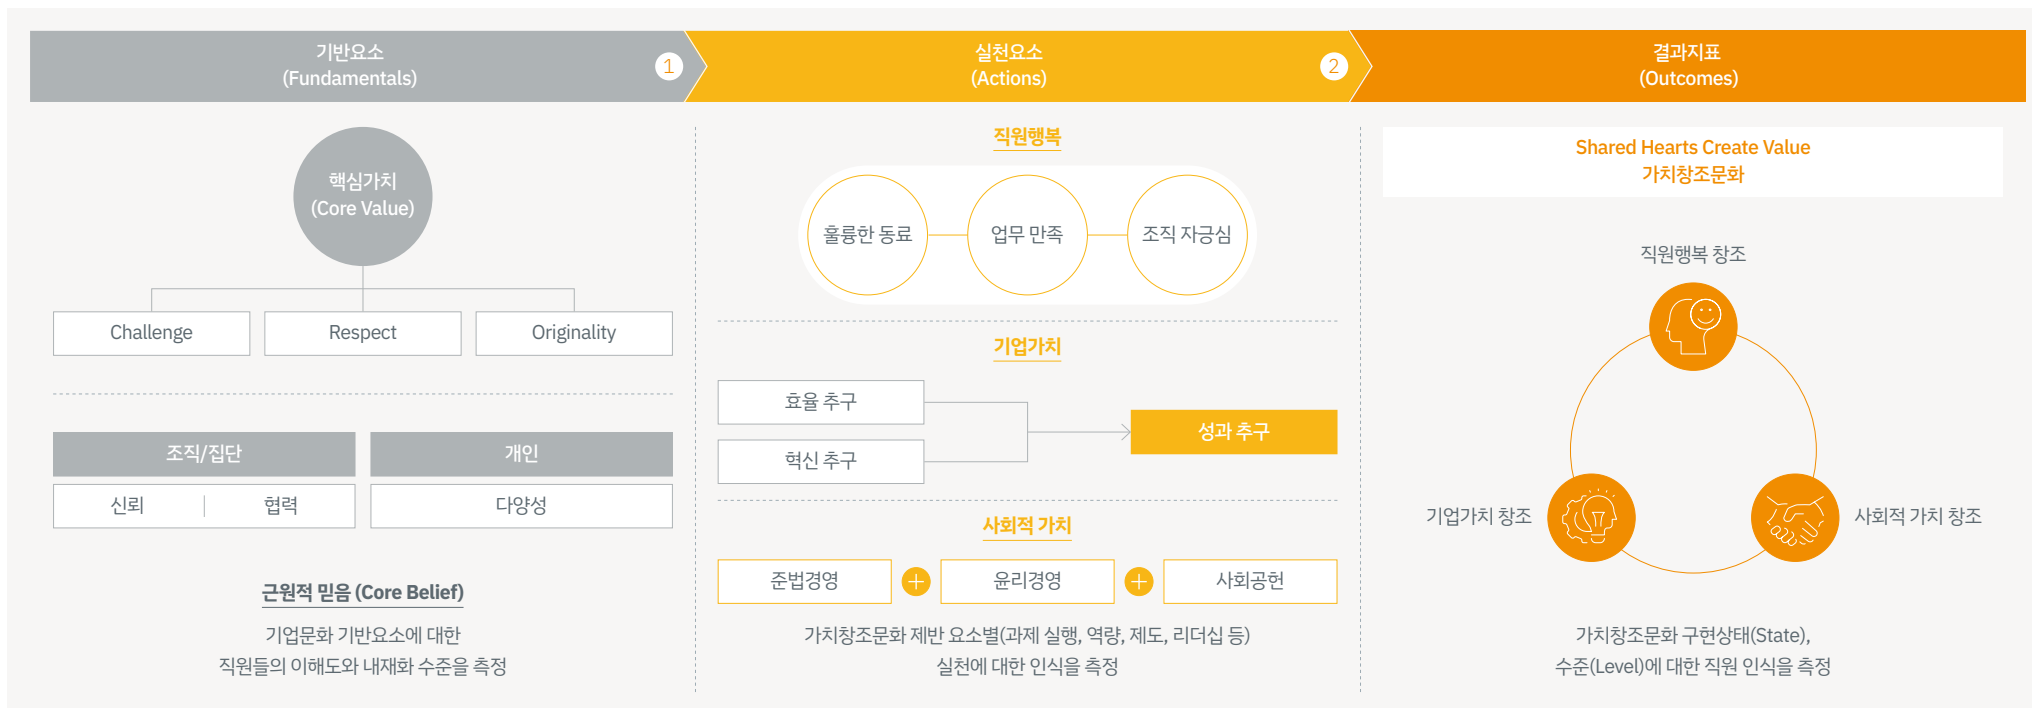 기반요소
(Fundamentals)
1
실천요소
(Actions)
2
결과지표
(Outcomes)
핵심가치
(Core Value)
Challenge
Respect
Originality
조직/집단
개인
신뢰
협력
다양성
근원적 믿음 (Core Belief)
기업문화 기반요소에 대한
직원들의 이해도와 내재화 수준을 측정
직원행복
훌륭한 동료
업무 만족
조직 자긍심
기업가치
효율 추구
혁신 추구
성과 추구
사회적 가치
준법경영
윤리경영
사회공헌
가치창조문화 제반 요소별(과제 실행, 역량, 제도, 리더십 등)
실천에 대한 인식을 측정
Shared Hearts Create Value
가치창조문화
직원행복 창조
기업가치 창조
사회적 가치 창조
가치창조문화 구현상태(State),
수준(Level)에 대한 직원 인식을 측정